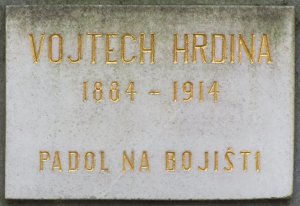 VOJTECH HRDINA
1884 - 1914
PADOL NA BOJIŠTI